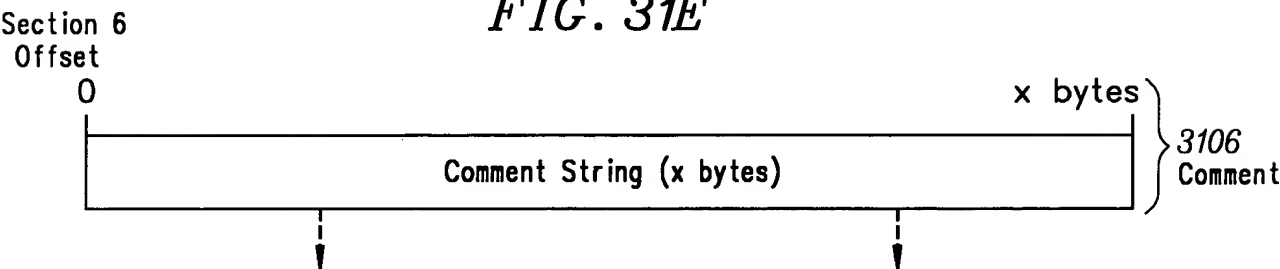 FIG. 31E
Section 6
Offset
0
x bytes
Comment String (x bytes)
3106
Comment